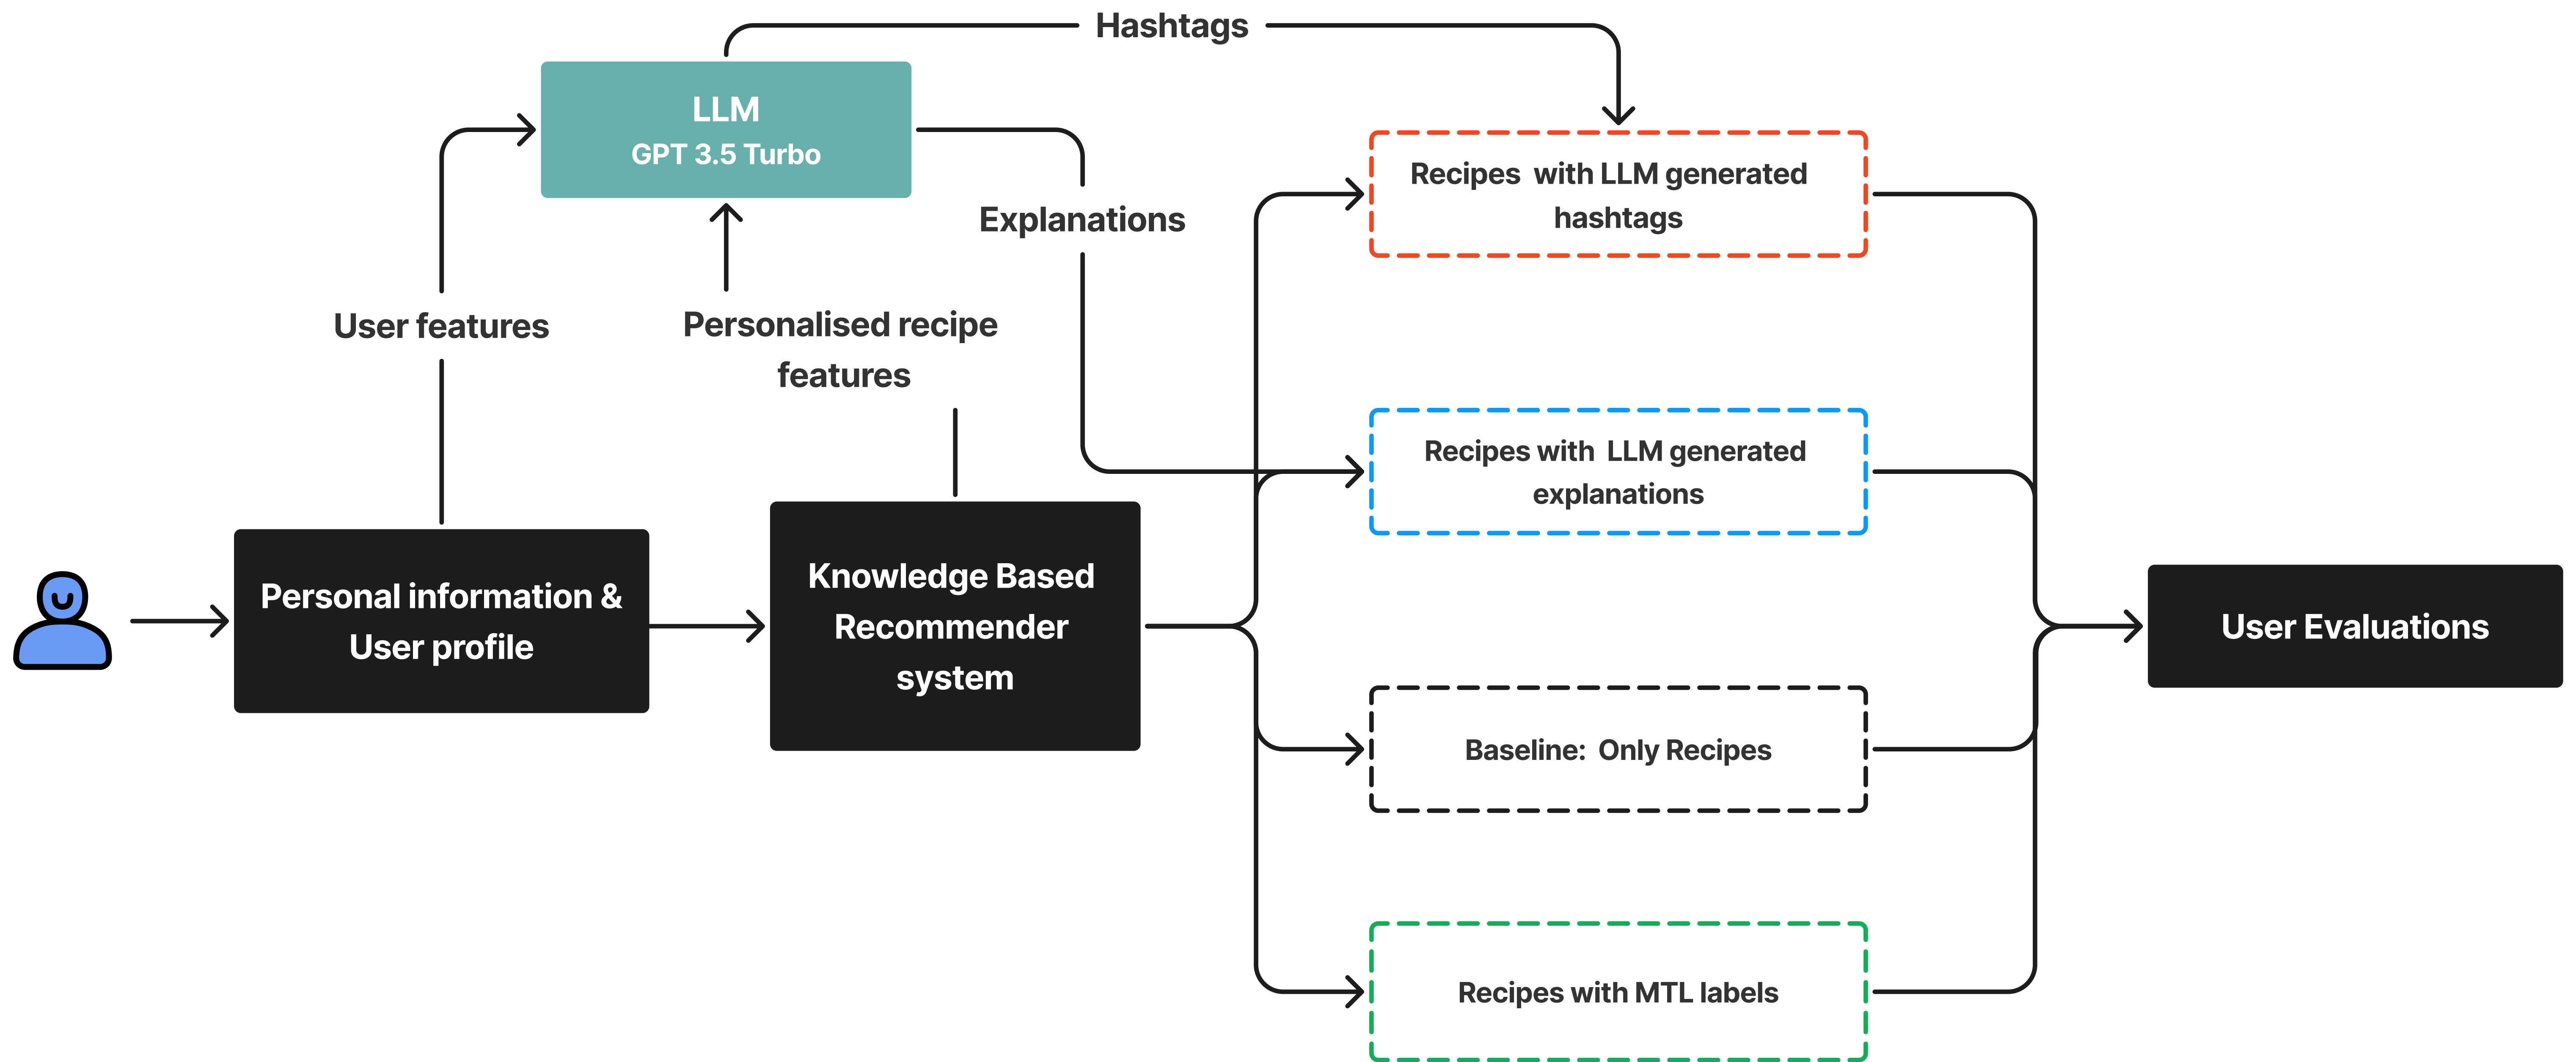 Hashtags
LLM
GPT 3.5 Turbo
Recipes with LLM generated
hashtags
Explanations
User features
Personalised recipe
features
Recipes with LLM generated
explanations
Personal information &
User profile
Knowledge Based
Recommender
system
User Evaluations
Baseline: Only Recipes
Recipes with MTL labels